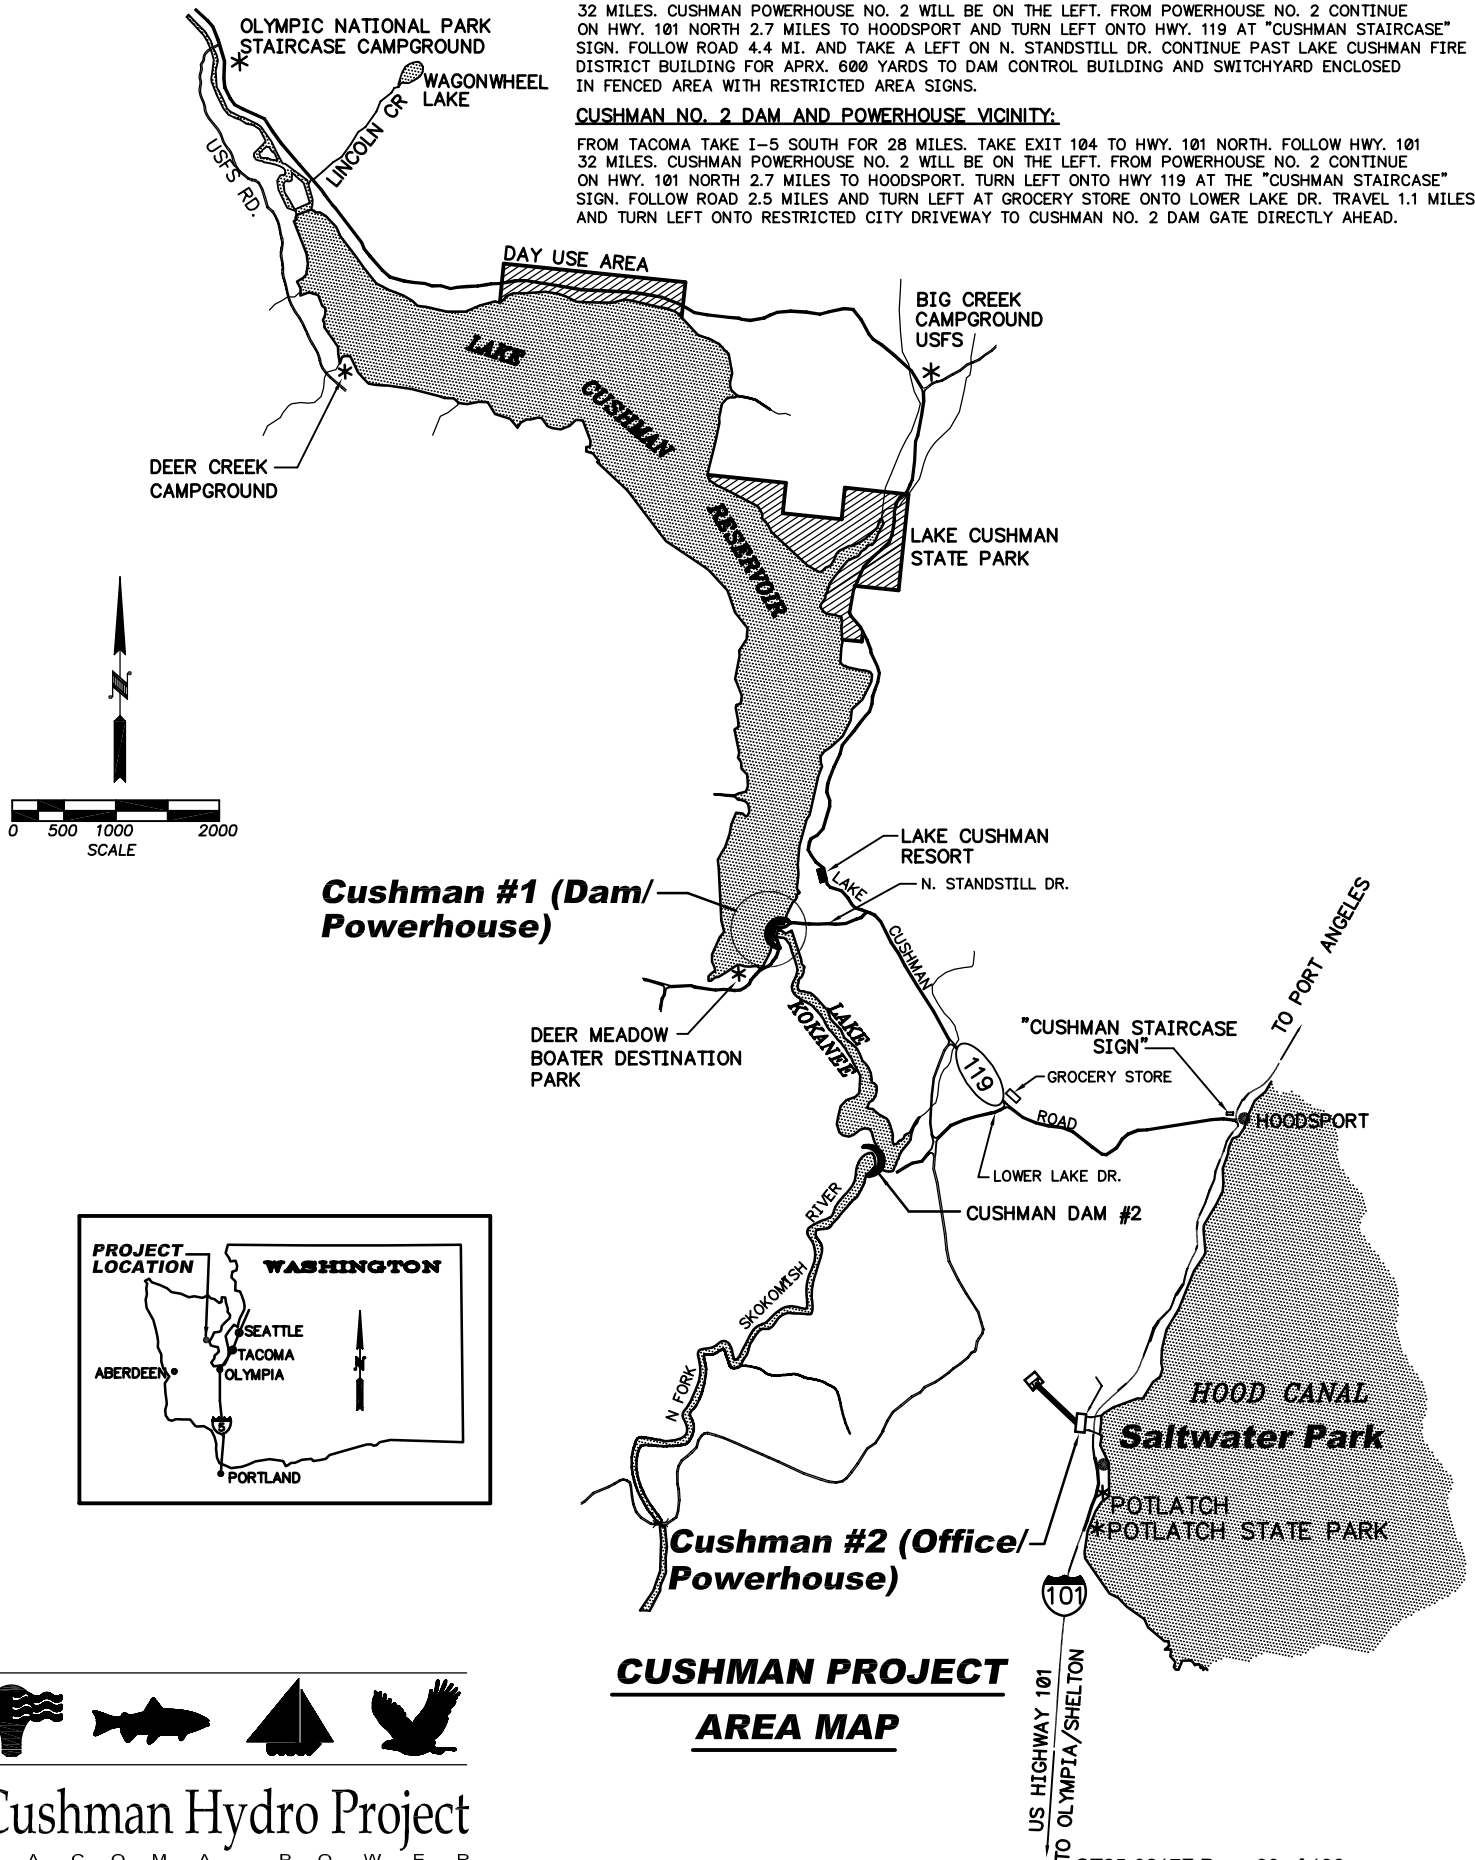 32 MILES. CUSHMAN POWERHOUSE NO. 2 WILL BE ON THE LEFT. FROM POWERHOUSE NO. 2 CONTINUE
ON HWY. 101 NORTH 2.7 MILES TO HOODSPORT AND TURN LEFT ONTO HWY. 119 AT "CUSHMAN STAIRCASE"
SIGN. FOLLOW ROAD 4.4 MI. AND TAKE A LEFT ON N. STANDSTILL DR. CONTINUE PAST LAKE CUSHMAN FIRE
DISTRICT BUILDING FOR APRX. 600 YARDS TO DAM CONTROL BUILDING AND SWITCHYARD ENCLOSED
IN FENCED AREA WITH RESTRICTED AREA SIGNS.
CUSHMAN NO. 2 DAM AND POWERHOUSE VICINITY:
FROM TACOMA TAKE I-5 SOUTH FOR 28 MILES. TAKE EXIT 104 TO HWY. 101 NORTH. FOLLOW HWY. 101
32 MILES. CUSHMAN POWERHOUSE NO. 2 WILL BE ON THE LEFT. FROM POWERHOUSE NO. 2 CONTINUE
ON HWY. 101 NORTH 2.7 MILES TO HOODSPORT. TURN LEFT ONTO HWY 119 AT THE "CUSHMAN STAIRCASE"
SIGN. FOLLOW ROAD 2.5 MILES AND TURN LEFT AT GROCERY STORE ONTO LOWER LAKE DR. TRAVEL 1.1 MILES
AND TURN LEFT ONTO RESTRICTED CITY DRIVEWAY TO CUSHMAN NO. 2 DAM GATE DIRECTLY AHEAD.
OLYMPIC NATIONAL PARK
STAIRCASE CAMPGROUND
WAGONWHEEL
LAKE
LINCOLN CR
USFS RD.
DAY USE AREA
BIG CREEK
CAMPGROUND
USFS
LAKE
CUSHMAN
RESERVOIR
DEER CREEK
CAMPGROUND
LAKE CUSHMAN
STATE PARK
N
0 500 1000 2000
SCALE
LAKE CUSHMAN
RESORT
N. STANDSTILL DR.
LAKE
CUSHMAN
Cushman #1 (Dam/
Powerhouse)
TO PORT ANGELES
DEER MEADOW
BOATER DESTINATION
PARK
LAKE
KOKANEE
"CUSHMAN STAIRCASE
SIGN"
119
GROCERY STORE
ROAD
HOODSPORT
LOWER LAKE DR.
CUSHMAN DAM #2
RIVER
SKOKOMISH
N FORK
PROJECT
LOCATION
WASHINGTON
SEATTLE
TACOMA
ABERDEEN
OLYMPIA
N
5
PORTLAND
HOOD CANAL
Saltwater Park
POTLATCH
POTLATCH STATE PARK
Cushman #2 (Office/
Powerhouse)
101
US HIGHWAY 101
TO OLYMPIA/SHELTON
CUSHMAN PROJECT
AREA MAP
Cushman Hydro Project
A C O M A P O W E R